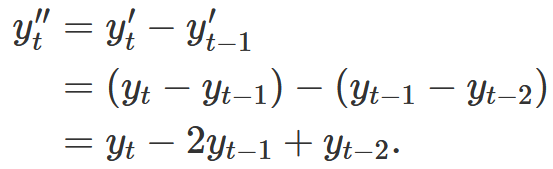 y''_t = y'_t − y'_{t−1}
= (y_t − y_{t−1}) − (y_{t−1} − y_{t−2})
= y_t − 2y_{t−1} + y_{t−2}.